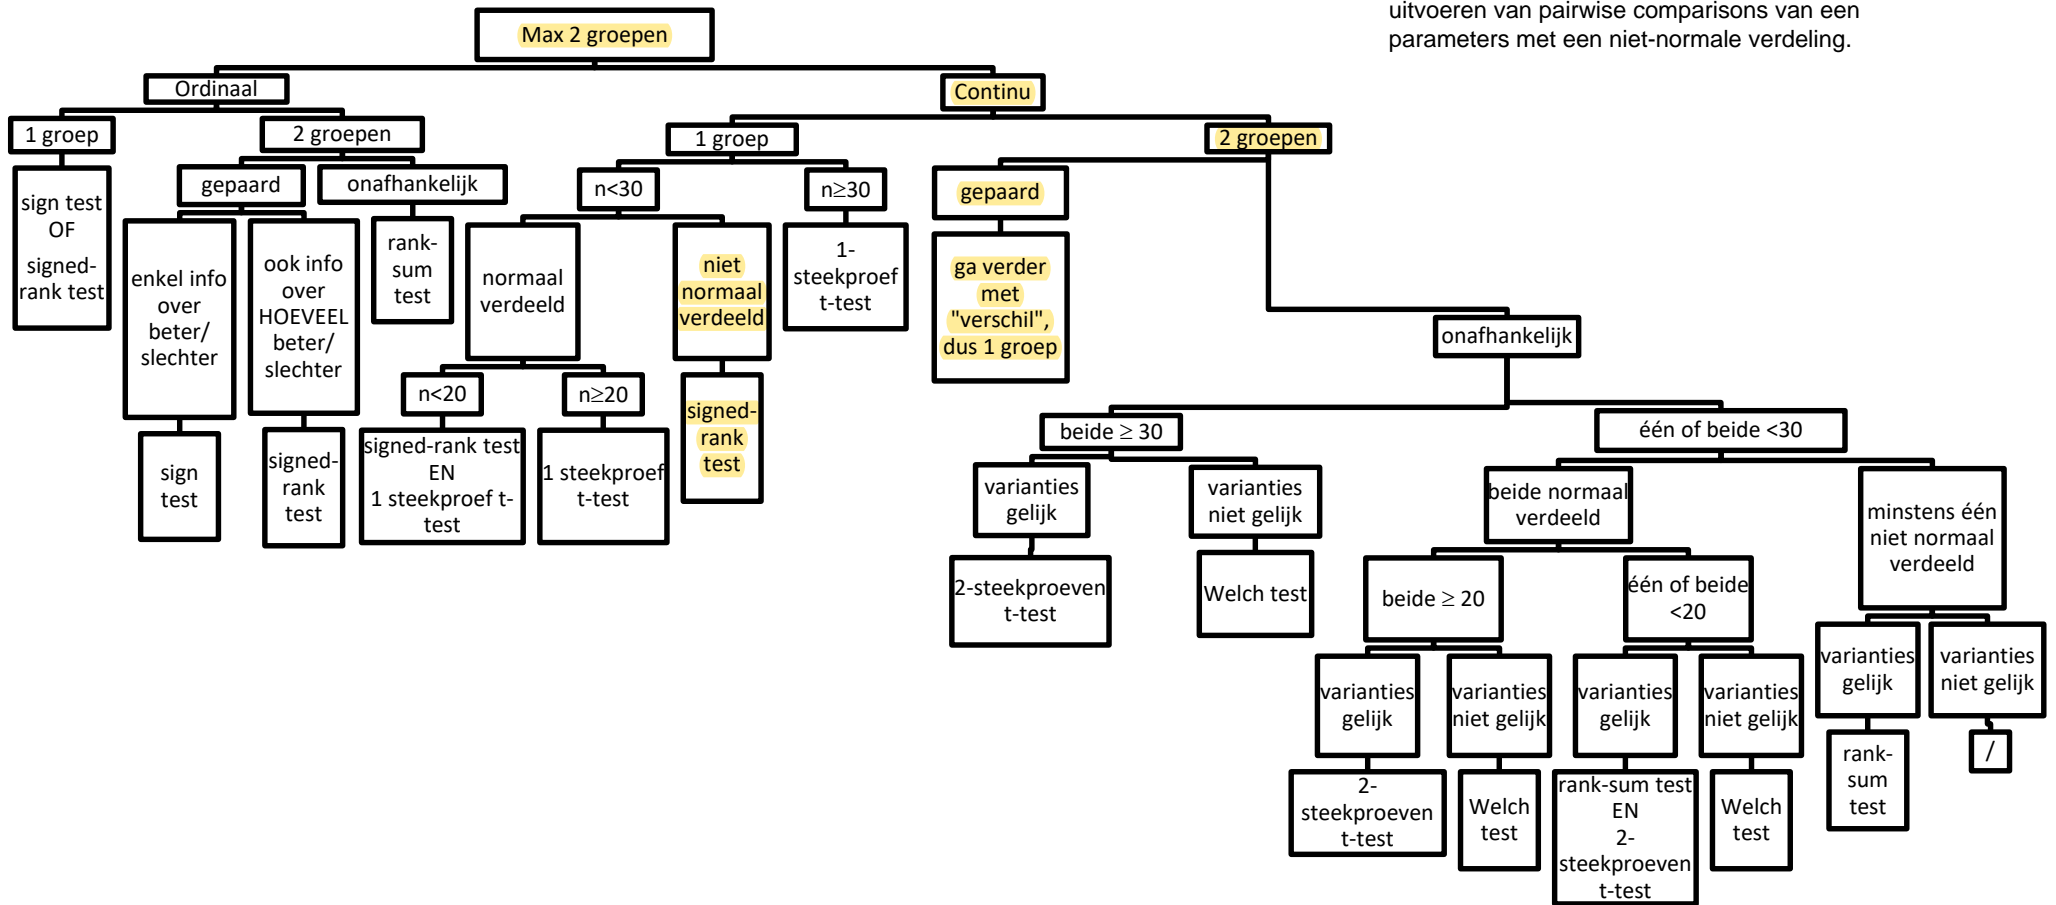 uitvoeren van pairwise comparisons van een
parameters met een niet-normale verdeling.
Max 2 groepen
Ordinaal
Continu
1 groep
2 groepen
1 groep
2 groepen
gepaard
onafhankelijk
n<30
n≥30
gepaard
sign test
OF
signed-
rank test
enkel info
over
beter/
slechter
ook info
over
HOEVEEL
beter/
slechter
rank-
sum
test
normaal
verdeeld
niet
normaal
verdeeld
1-
steekproef
t-test
ga verder
met
"verschil",
dus 1 groep
onafhankelijk
n<20
n≥20
signed-
rank
test
sign
test
signed-
rank
test
signed-rank test
EN
1 steekproef t-
test
1 steekproef
t-test
beide ≥ 30
één of beide <30
varianties
gelijk
varianties
niet gelijk
beide normaal
verdeeld
minstens één
niet normaal
verdeeld
2-steekproeven
t-test
Welch test
beide ≥ 20
één of beide
<20
varianties
gelijk
varianties
niet gelijk
varianties
gelijk
varianties
niet gelijk
varianties
gelijk
varianties
niet gelijk
2-
steekproeven
t-test
Welch
test
rank-sum test
EN
2-
steekproeven
t-test
Welch
test
rank-
sum
test
/